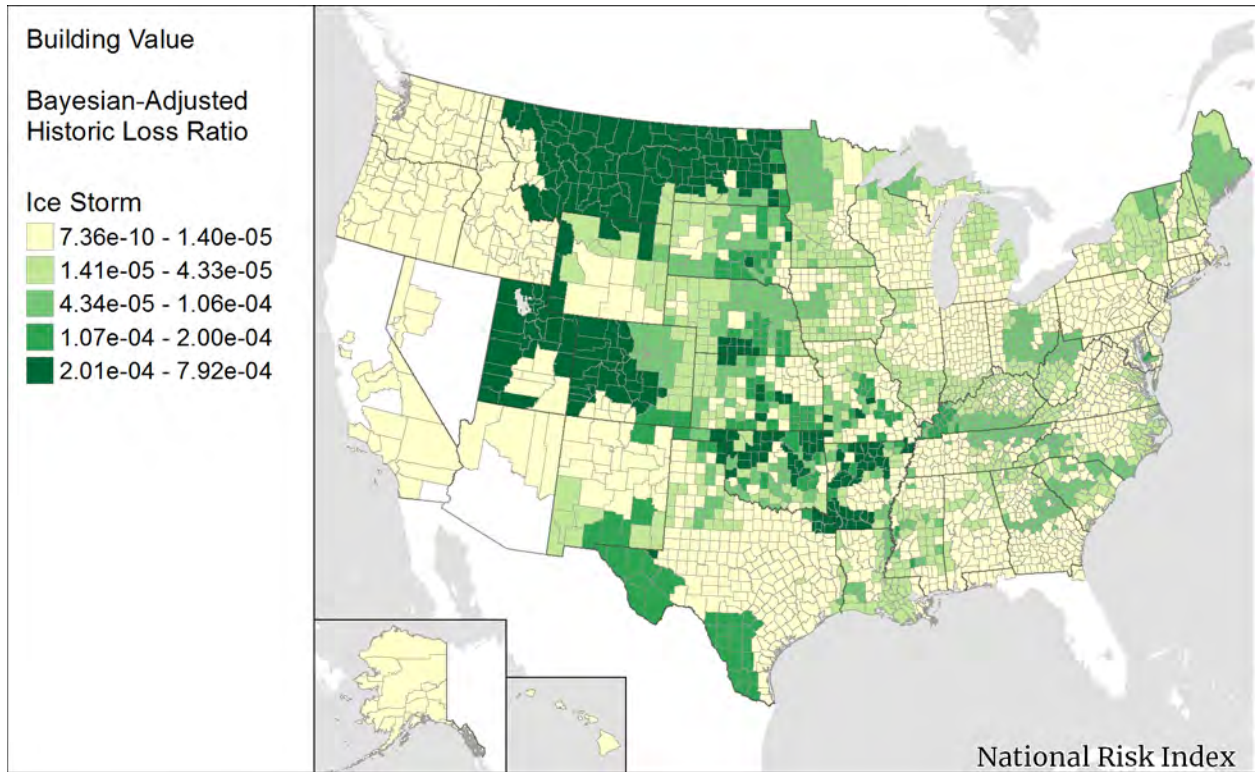 Building Value
Bayesian-Adjusted
Historic Loss Ratio
Ice Storm
7.36e-10 - 1.40e-05
1.41e-05 - 4.33e-05
4.34e-05 - 1.06e-04
1.07e-04 - 2.00e-04
2.01e-04 - 7.92e-04
National Risk Index